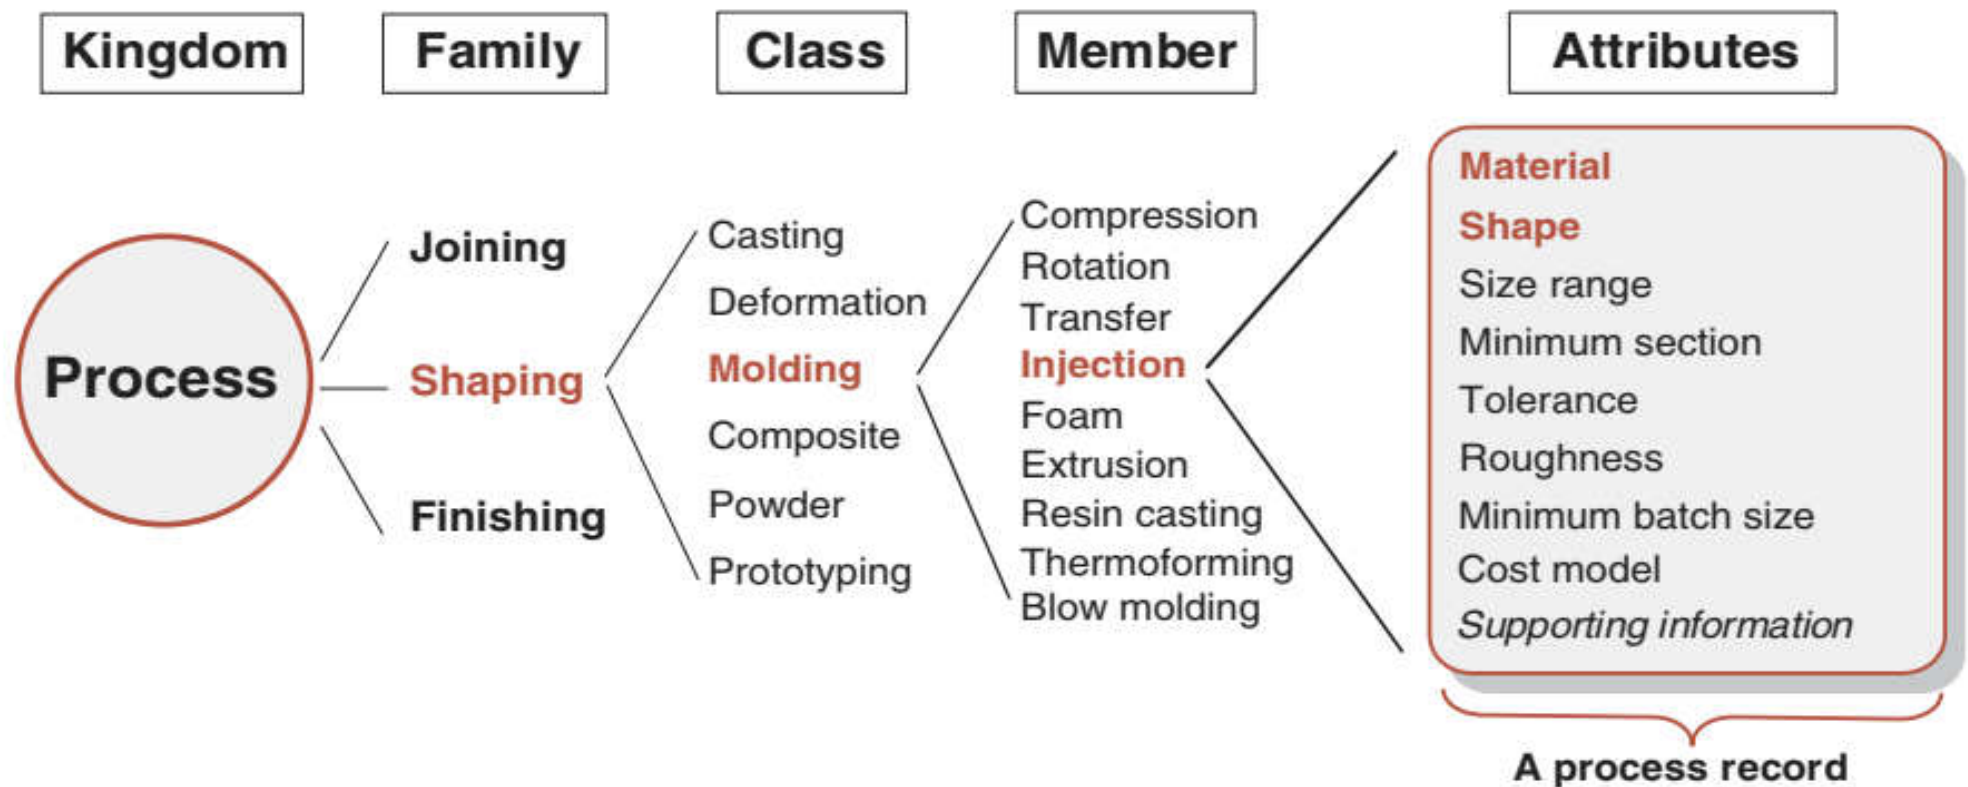 Kingdom
Family
Class
Member
Attributes
Process
Joining
Shaping
Finishing
Casting
Deformation
Molding
Composite
Powder
Prototyping
Compression
Rotation
Transfer
Injection
Foam
Extrusion
Resin casting
Thermoforming
Blow molding
Material
Shape
Size range
Minimum section
Tolerance
Roughness
Minimum batch size
Cost model
Supporting information
A process record